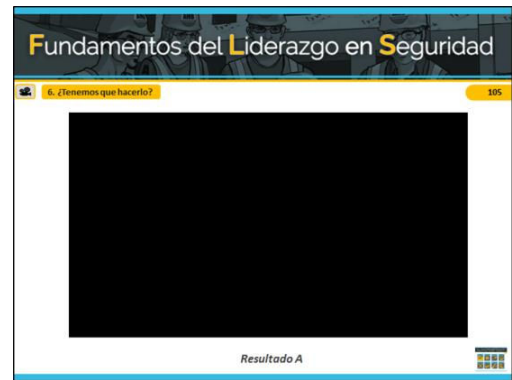 Fundamentos del Liderazgo en Seguridad
6. ¿Tenemos que hacerlo?
105
Resultado A